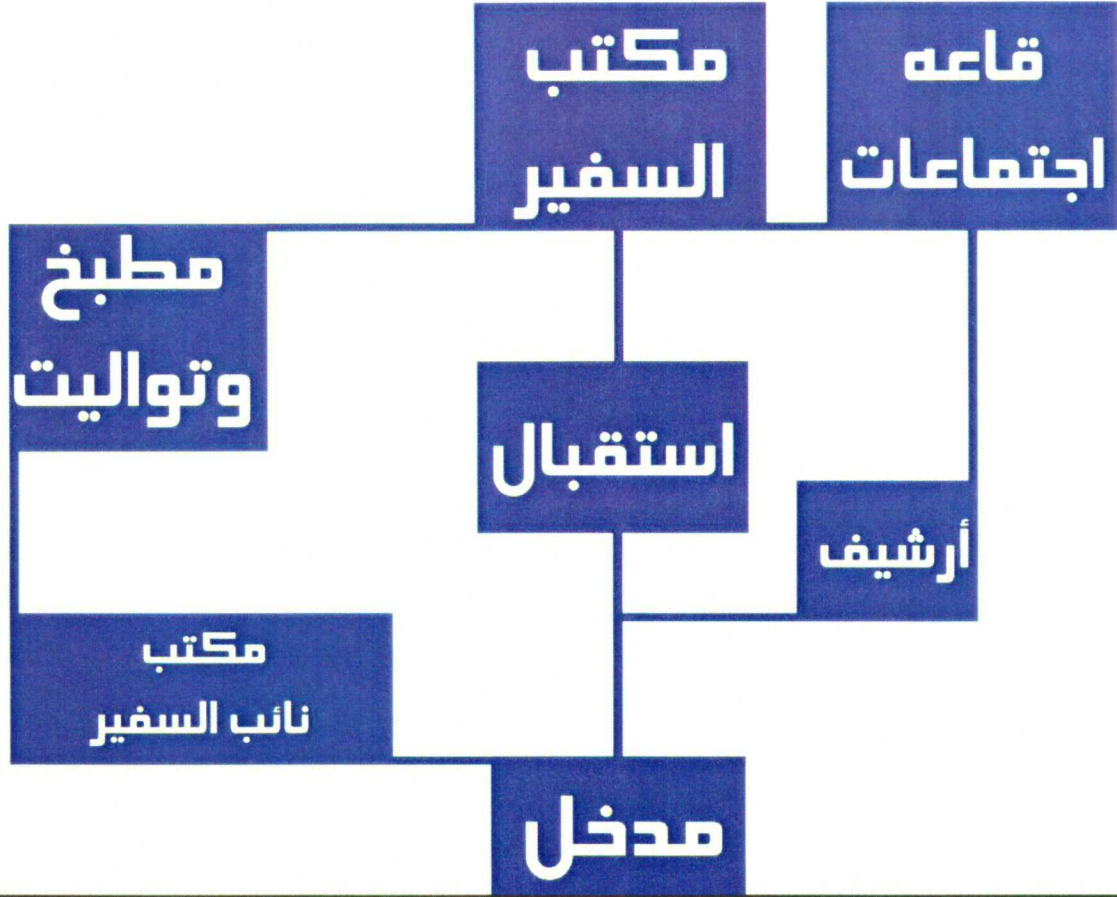 قاعه
اجتماعات
مكتب
السفير
مطبخ
وتواليت
استقبال
أرشيف
مكتب
نائب السفير
مدخل